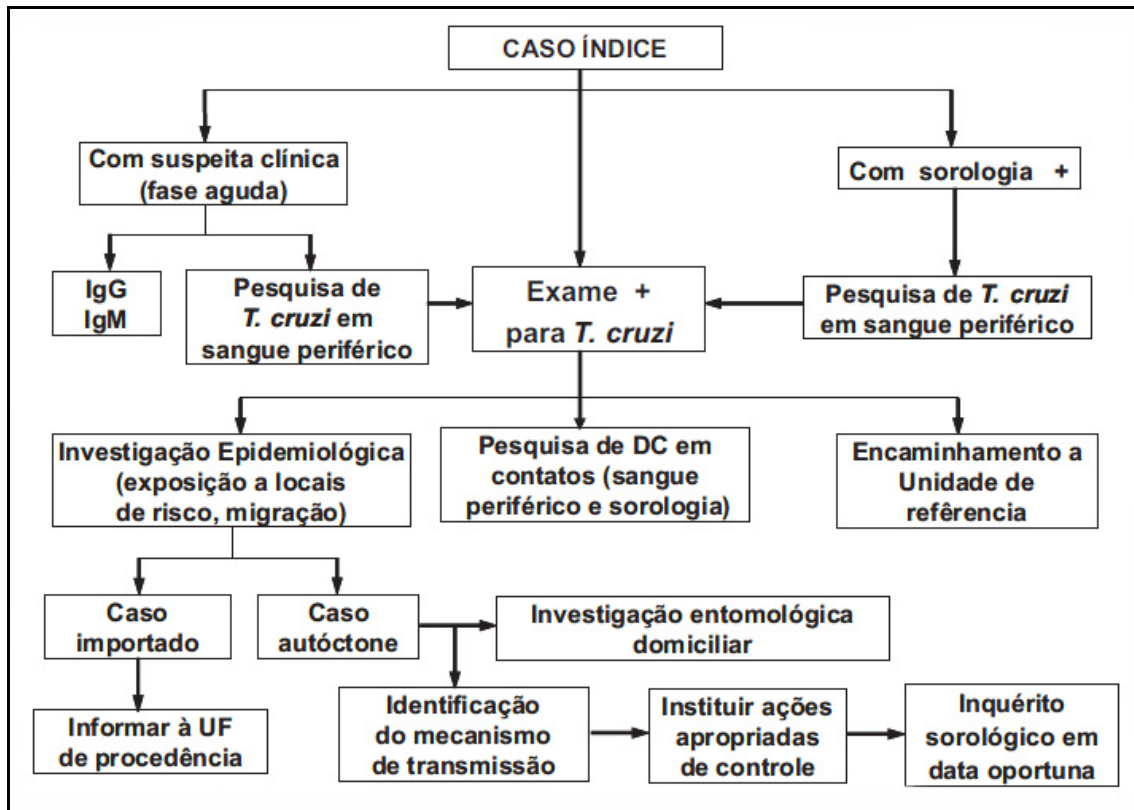 CASO ÍNDICE
Com suspeita clínica
(fase aguda)
Com sorologia +
IgG
IgM
Pesquisa de
T. cruzi em
sangue periférico
Exame +
para T. cruzi
Pesquisa de T. cruzi
em sangue periférico
Investigação Epidemiológica
(exposição a locais
de risco, migração)
Pesquisa de DC em
contatos (sangue
periférico e sorologia)
Encaminhamento a
Unidade de
refêrencia
Caso
importado
Caso
autóctone
Investigação entomológica
domiciliar
Informar à UF
de procedência
Identificação
do mecanismo
de transmissão
Instituir ações
apropriadas
de controle
Inquérito
sorológico em
data oportuna